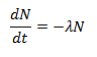 dN/dt = −λN